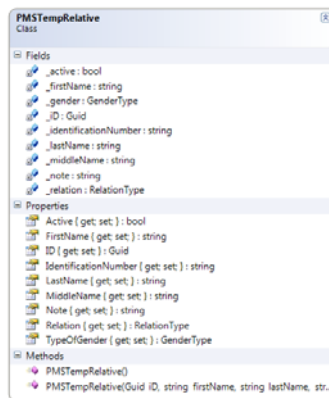 PMSTempRelative
Class
Fields
_active : bool
_firstName : string
_gender : GenderType
_iD : Guid
_identificationNumber : string
_lastName : string
_middleName : string
_note : string
_relation : RelationType
Properties
Active { get; set; } : bool
FirstName { get; set; } : string
ID { get; set; } : Guid
IdentificationNumber { get; set; } : string
LastName { get; set; } : string
MiddleName { get; set; } : string
Note { get; set; } : string
Relation { get; set; } : RelationType
TypeOfGender { get; set; } : GenderType
Methods
PMSTempRelative()
PMSTempRelative(Guid iD, string firstName, string lastName, str...